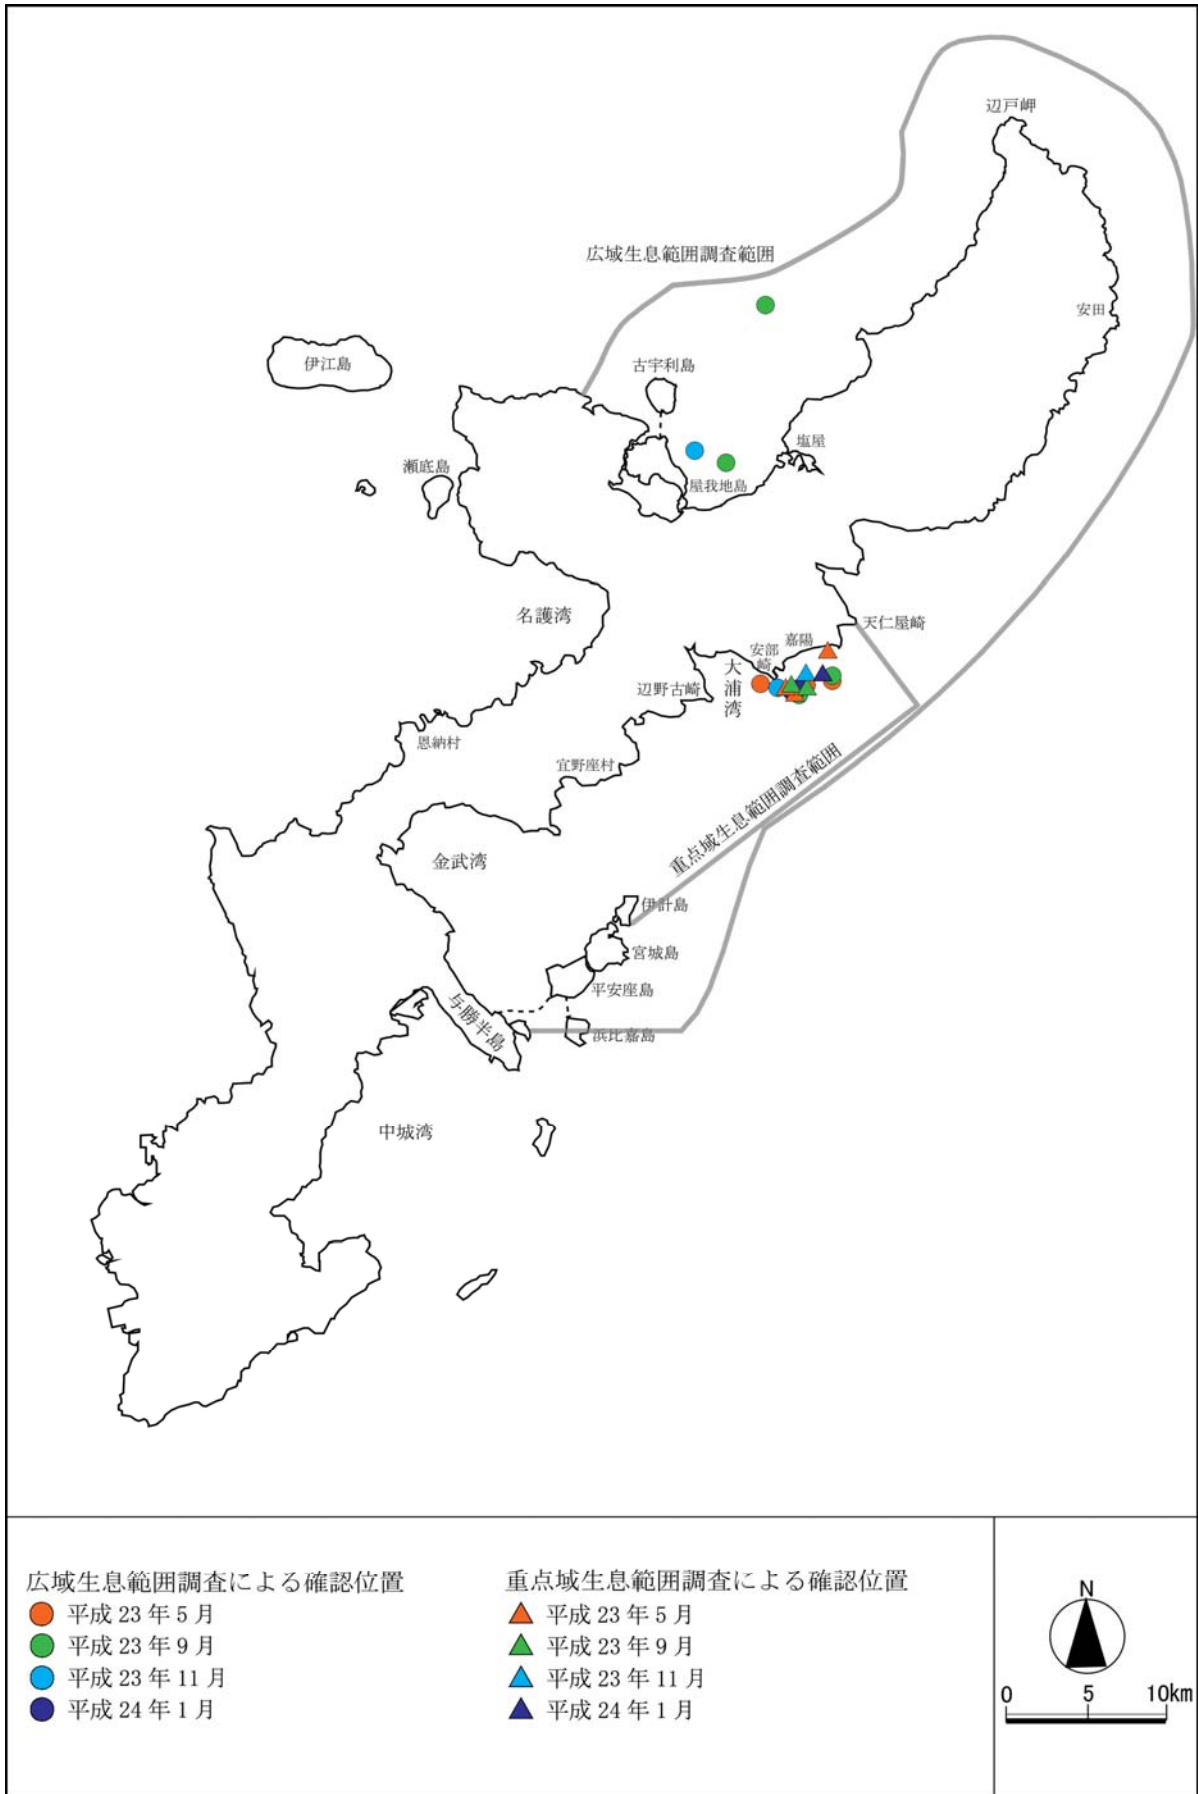 辺戸岬
広域生息範囲調査範囲
安田
伊江島
古宇利島
塩屋
瀬底島
屋我地島
名護湾
天仁屋崎
嘉陽
安部
崎
大浦湾
辺野古崎
恩納村
宜野座村
重点域生息範囲調査範囲
金武湾
伊計島
宮城島
平安座島
与勝半島
浜比嘉島
中城湾
広域生息範囲調査による確認位置
平成 23 年 5 月
平成 23 年 9 月
平成 23 年 11 月
平成 24 年 1 月
重点域生息範囲調査による確認位置
平成 23 年 5 月
平成 23 年 9 月
平成 23 年 11 月
平成 24 年 1 月
N
0 5 10km